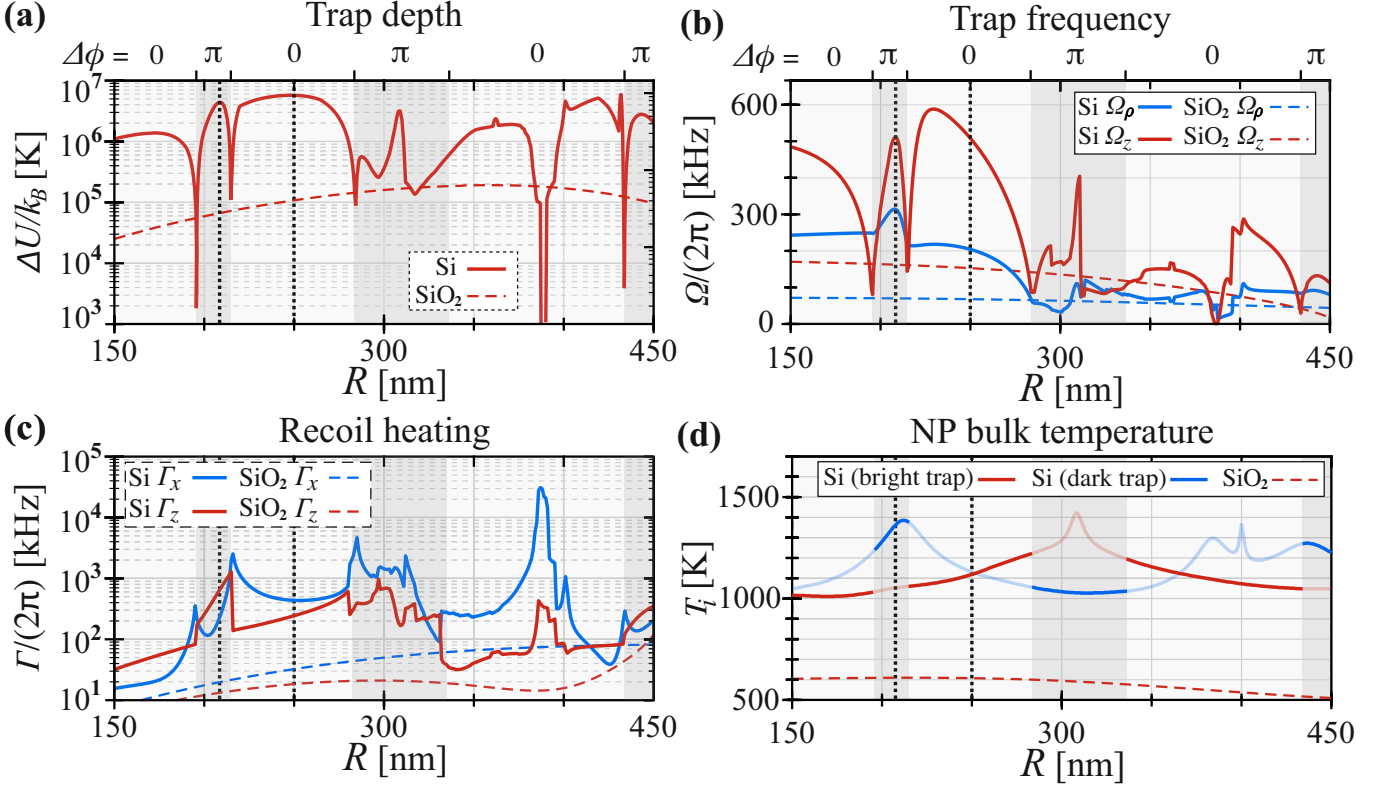 (a) Trap depth
Δϕ = 0 π 0 π 0 π
ΔU/k_B [K]
10⁷
10⁶
10⁵
10⁴
10³
Si
SiO₂
150 300 450
R [nm]
(b) Trap frequency
Δϕ = 0 π 0 π 0 π
Ω/(2π) [kHz]
600
300
0
Si Ω_ρ SiO₂ Ω_ρ
Si Ω_z SiO₂ Ω_z
150 300 450
R [nm]
(c) Recoil heating
Γ/(2π) [kHz]
10⁵
10⁴
10³
10²
10¹
Si Γ_x SiO₂ Γ_x
Si Γ_z SiO₂ Γ_z
150 300 450
R [nm]
(d) NP bulk temperature
T_i [K]
1500
1000
500
Si (bright trap) Si (dark trap) SiO₂
150 300 450
R [nm]